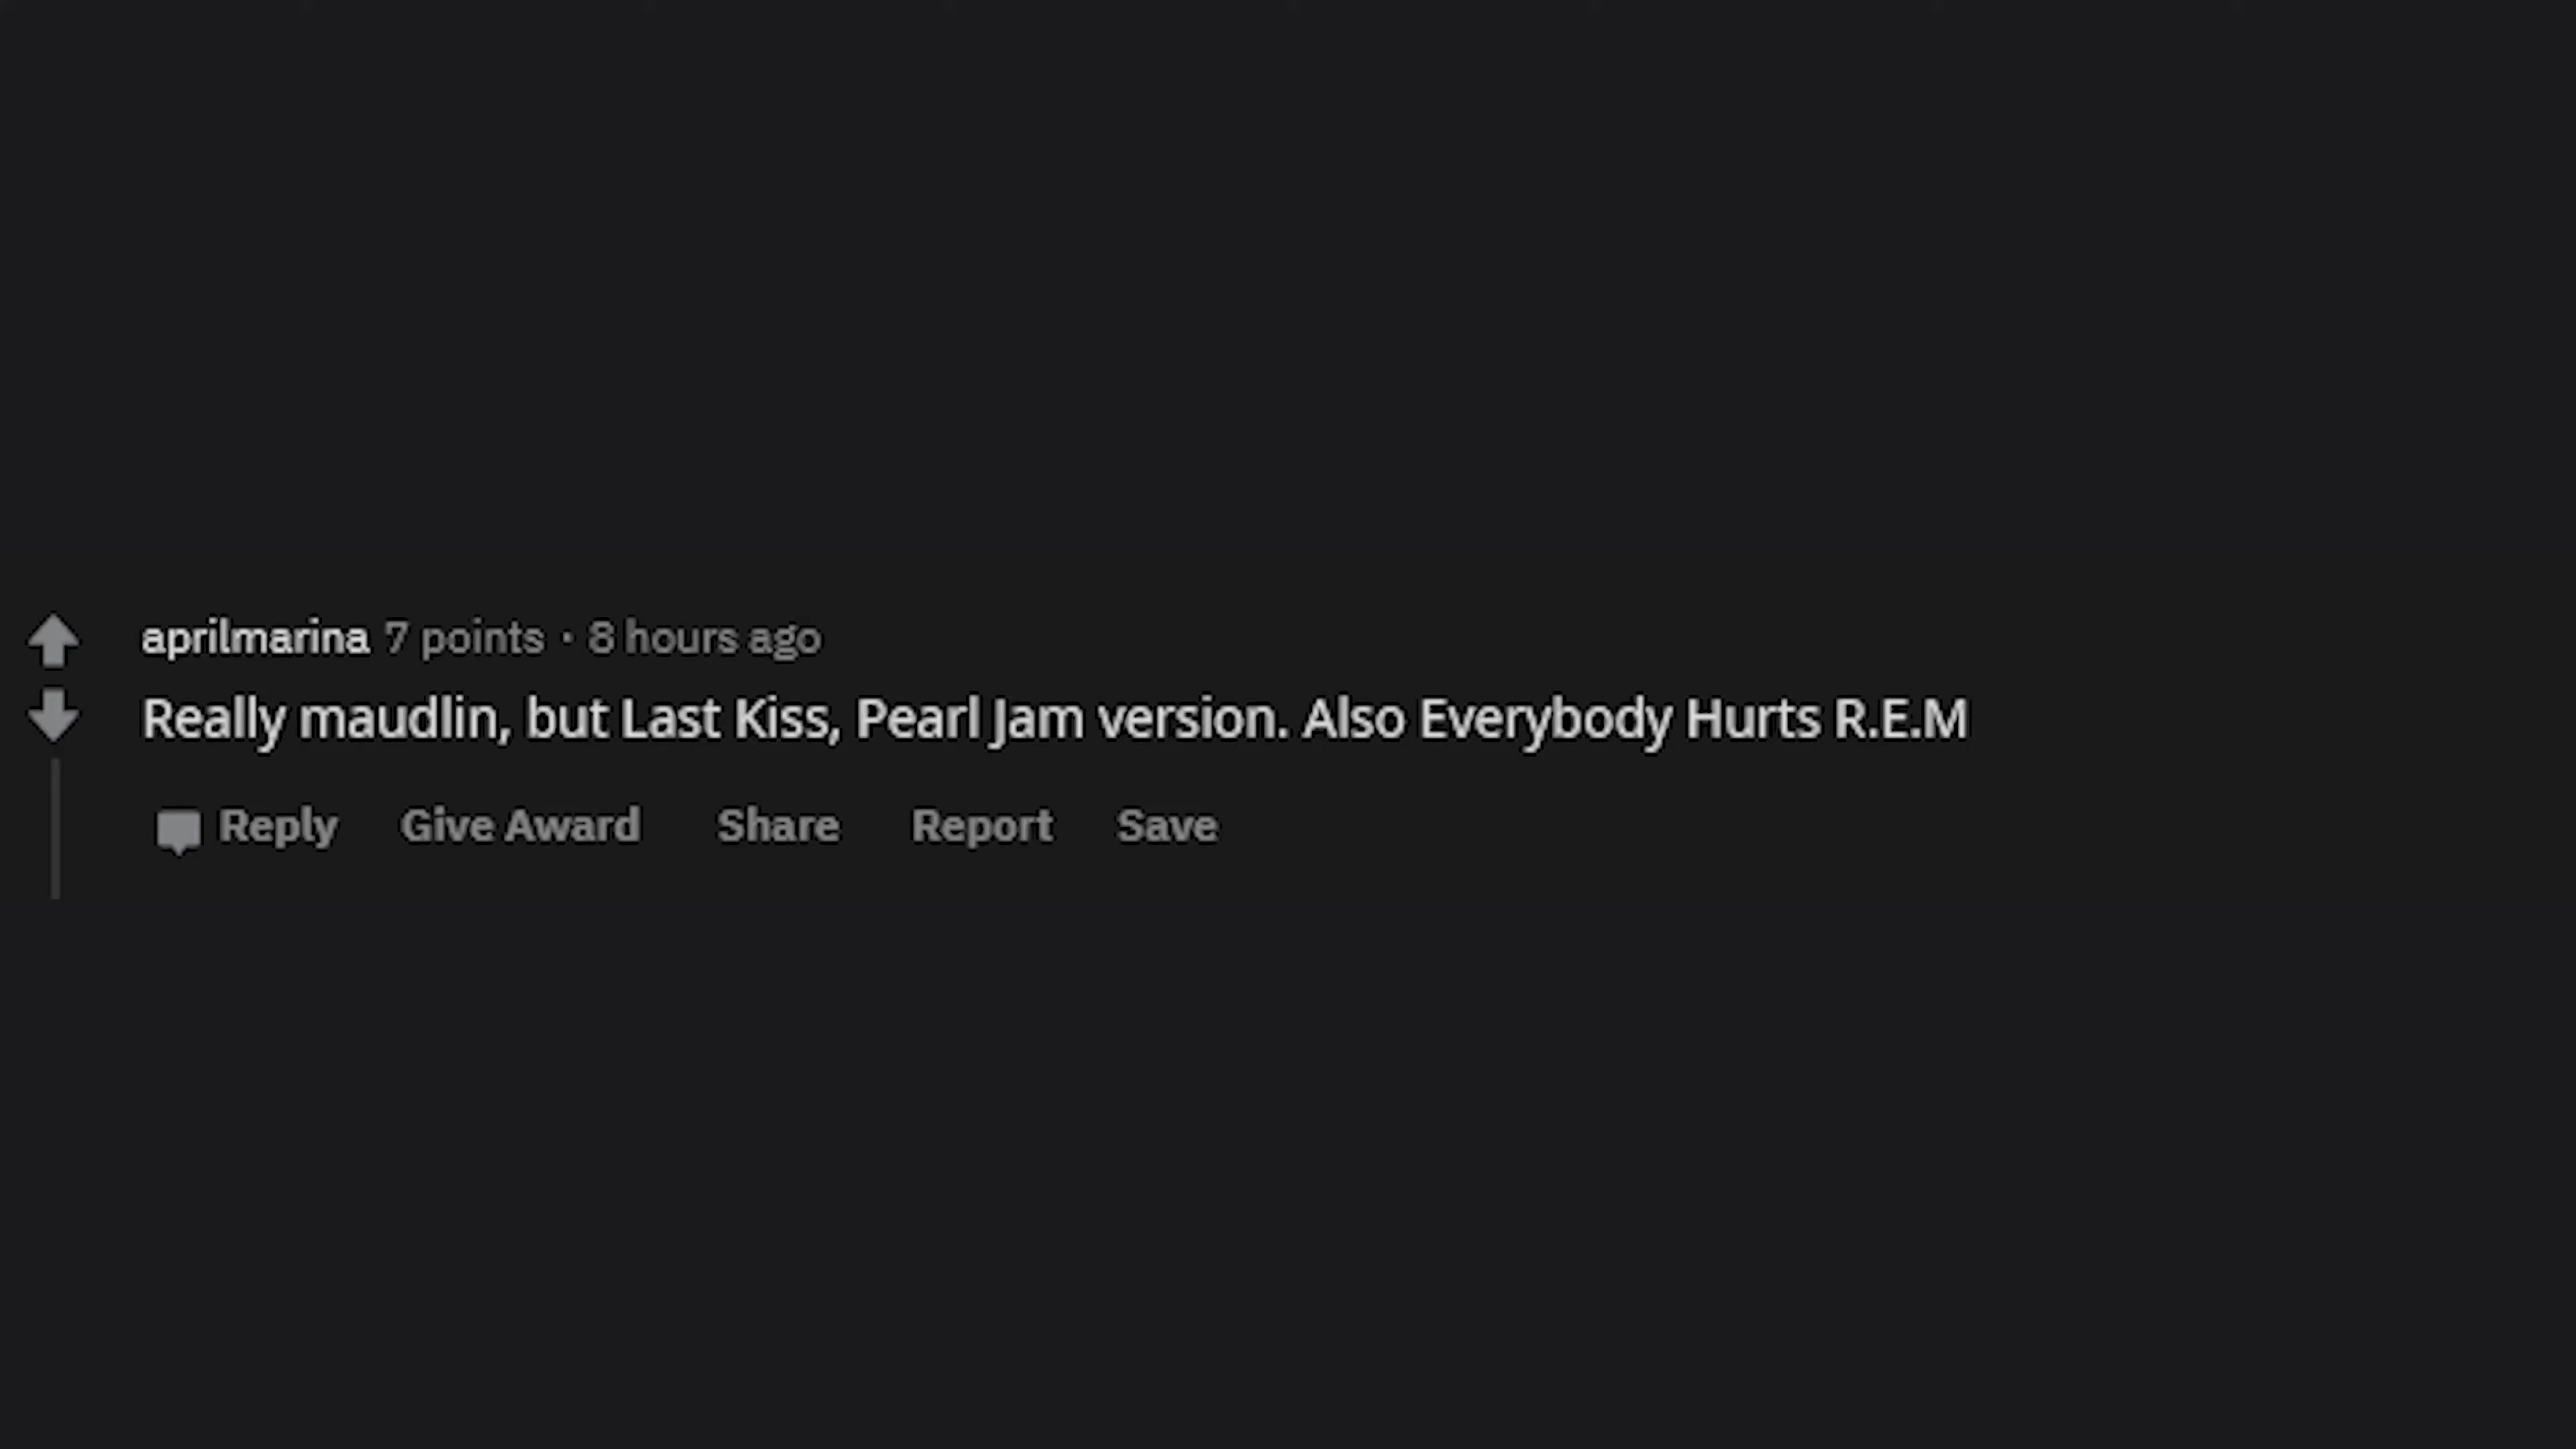 aprilmarina 7 points · 8 hours ago
Really maudlin, but Last Kiss, Pearl Jam version. Also Everybody Hurts R.E.M
Reply Give Award Share Report Save